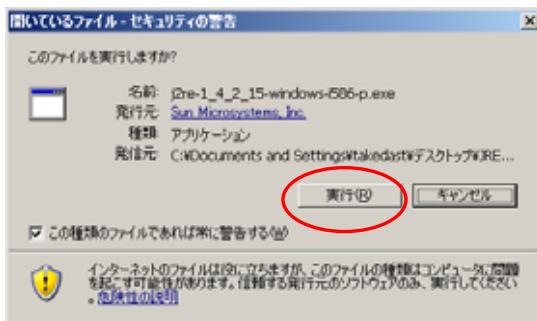 開いているファイル - セキュリティの警告
このファイルを実行しますか?
名前: j2re-1_4_2_15-windows-i586-p.exe
発行元: Sun Microsystems, Inc.
種類: アプリケーション
発信元: C:¥Documents and Settings¥takedast¥デスクトップ¥JRE...
実行(R)
キャンセル
この種類のファイルであれば常に警告する(W)
インターネットのファイルは役に立ちますが、このファイルの種類はコンピュータに問題
を起こす可能性があります。信頼する発行元のソフトウェアのみ、実行してください
。危険性の説明